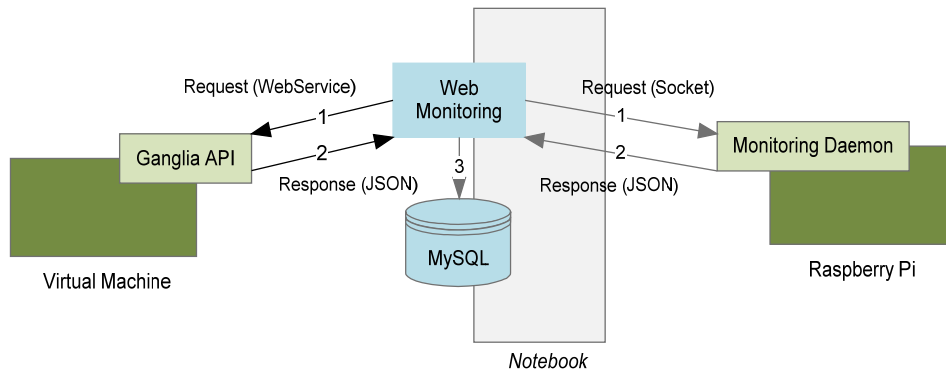 Request (WebService)
1
Web
Monitoring
Request (Socket)
1
Ganglia API
2
Response (JSON)
3
2
Response (JSON)
Monitoring Daemon
MySQL
Virtual Machine
Raspberry Pi
Notebook